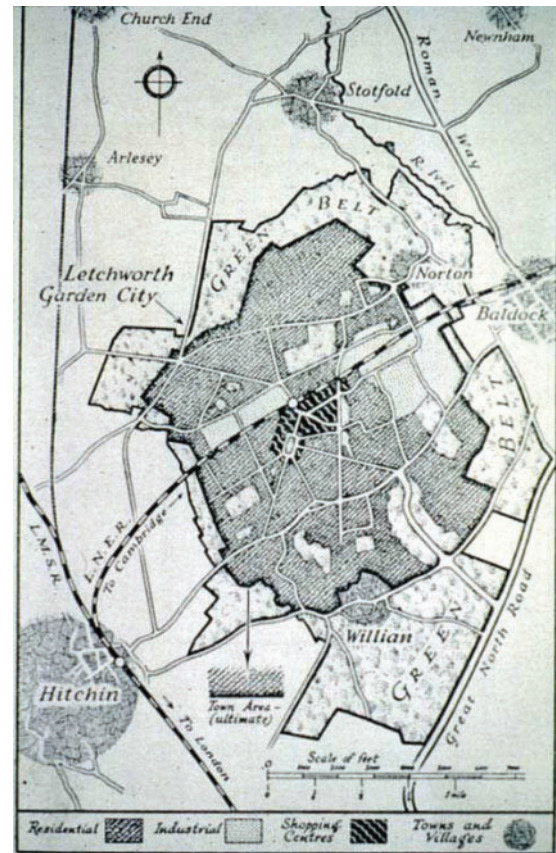 Church End
Newnham
Roman
Way
Stotfold
R. Ivel
Arlesey
GREEN
BELT
Letchworth
Garden City
Norton
Baldock
BELT
L.M.S.R.
L.N.E.R.
To Cambridge
Willian
GREEN
Great North Road
Hitchin
To London
Town Area -
(ultimate)
Scale of feet
0
1 mile
Residential
Industrial
Shopping
Centres
Towns and
Villages